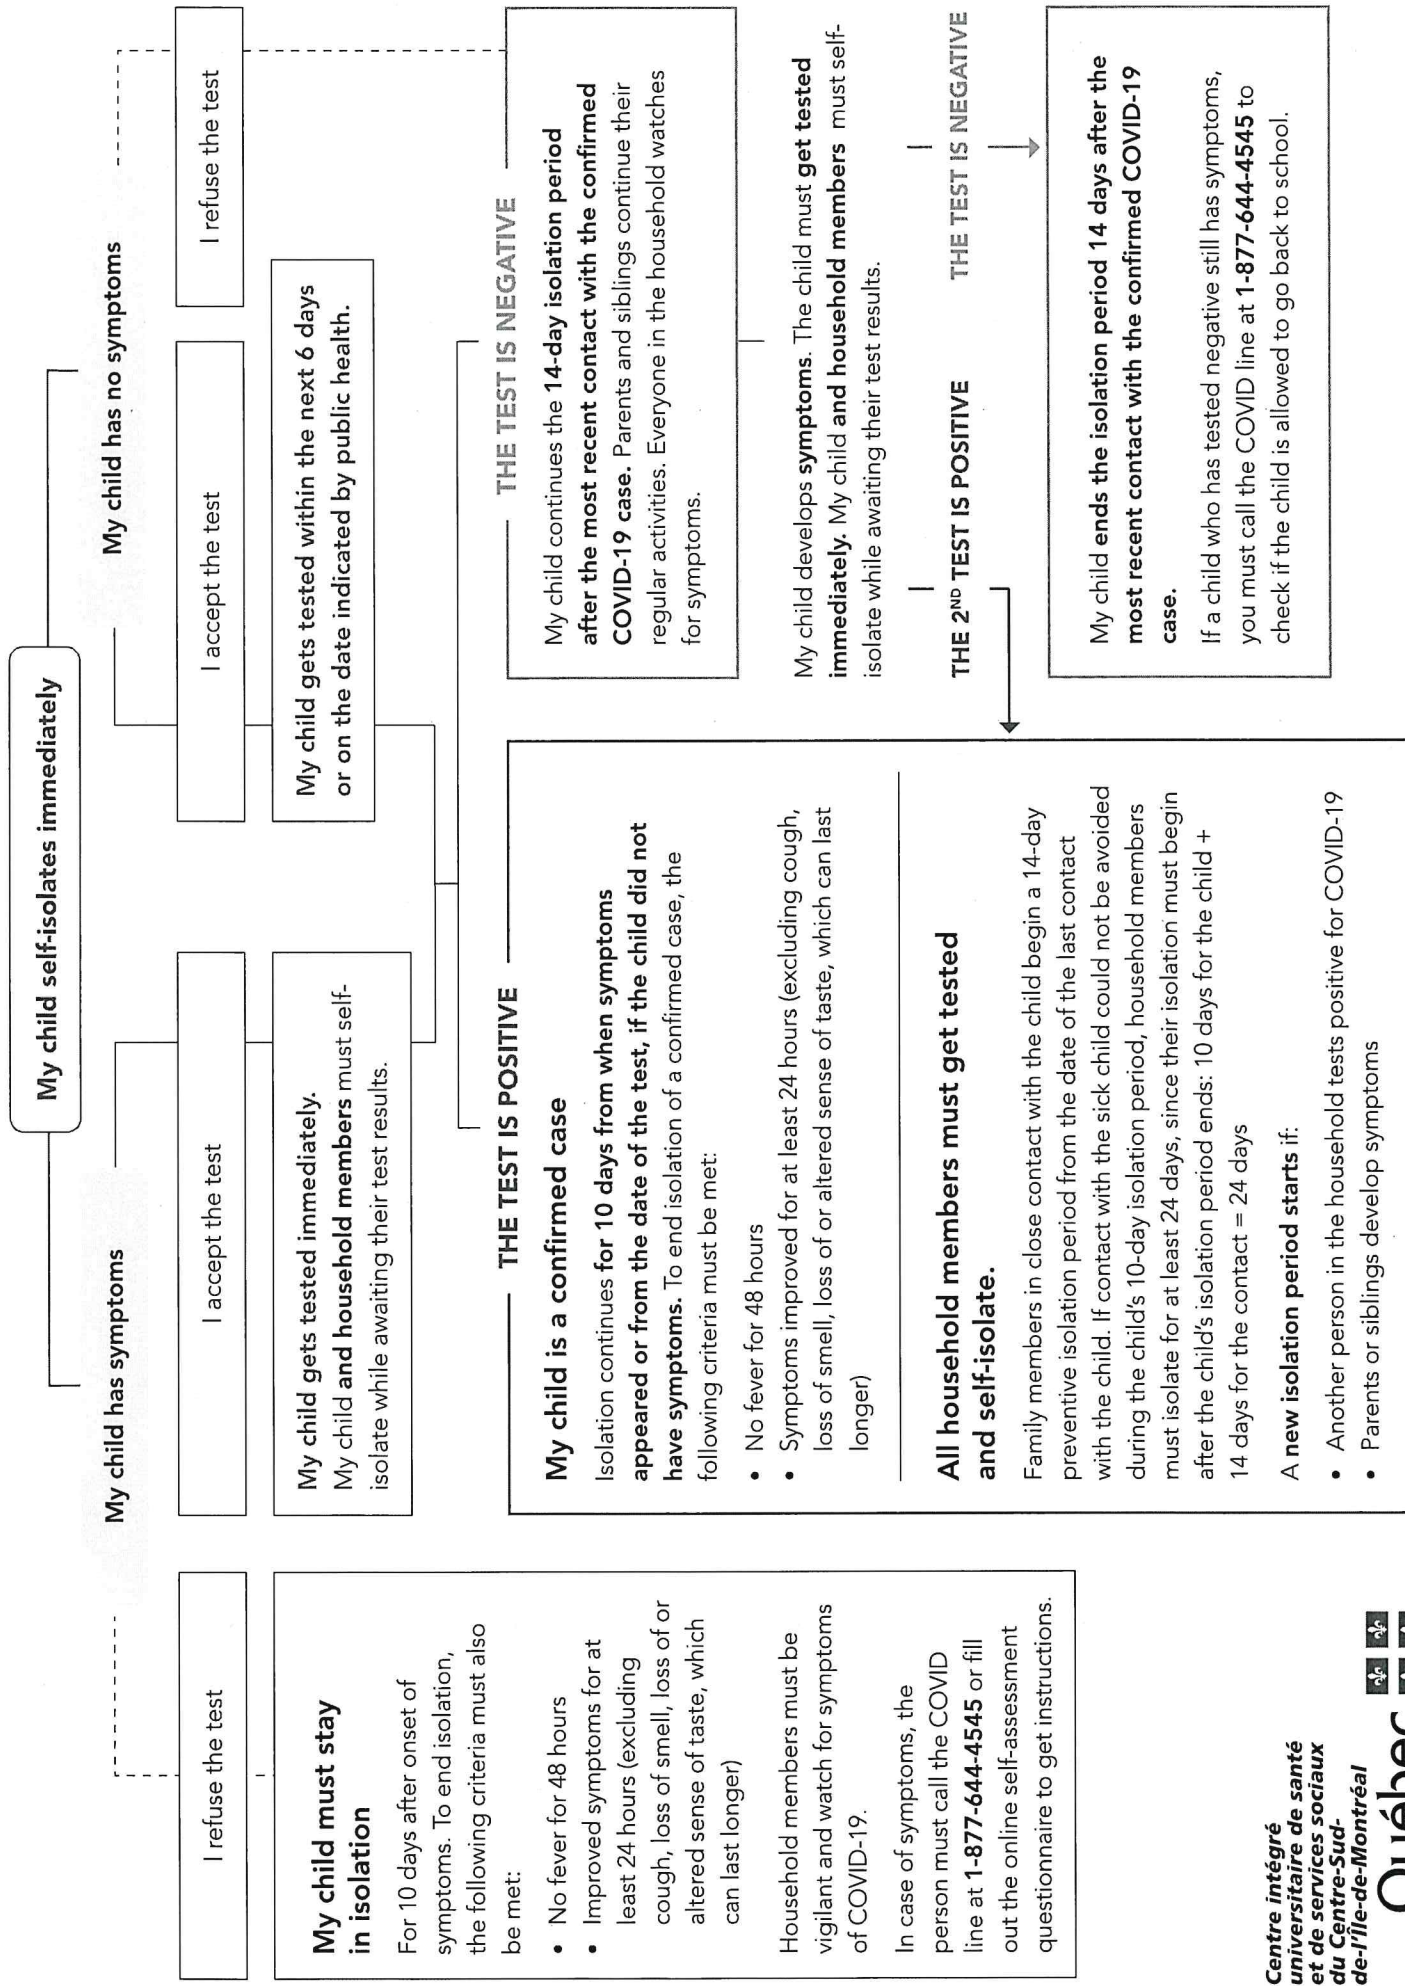 My child self-isolates immediately
My child has symptoms
My child has no symptoms
I refuse the test
I accept the test
I accept the test
I refuse the test
My child must stay
in isolation
For 10 days after onset of
symptoms. To end isolation,
the following criteria must also
be met:
• No fever for 48 hours
• Improved symptoms for at
least 24 hours (excluding
cough, loss of smell, loss of or
altered sense of taste, which
can last longer)
Household members must be
vigilant and watch for symptoms
of COVID-19.
In case of symptoms, the
person must call the COVID
line at 1-877-644-4545 or fill
out the online self-assessment
questionnaire to get instructions.
My child gets tested immediately.
My child and household members must self-
isolate while awaiting their test results.
My child gets tested within the next 6 days
or on the date indicated by public health.
THE TEST IS POSITIVE
My child is a confirmed case
Isolation continues for 10 days from when symptoms
appeared or from the date of the test, if the child did not
have symptoms. To end isolation of a confirmed case, the
following criteria must be met:
• No fever for 48 hours
• Symptoms improved for at least 24 hours (excluding cough,
loss of smell, loss of or altered sense of taste, which can last
longer)
All household members must get tested
and self-isolate.
Family members in close contact with the child begin a 14-day
preventive isolation period from the date of the last contact
with the child. If contact with the sick child could not be avoided
during the child's 10-day isolation period, household members
must isolate for at least 24 days, since their isolation must begin
after the child's isolation period ends: 10 days for the child +
14 days for the contact = 24 days
A new isolation period starts if:
• Another person in the household tests positive for COVID-19
• Parents or siblings develop symptoms
THE TEST IS NEGATIVE
My child continues the 14-day isolation period
after the most recent contact with the confirmed
COVID-19 case. Parents and siblings continue their
regular activities. Everyone in the household watches
for symptoms.
My child develops symptoms. The child must get tested
immediately. My child and household members must self-
isolate while awaiting their test results.
THE 2ND TEST IS POSITIVE
THE TEST IS NEGATIVE
My child ends the isolation period 14 days after the
most recent contact with the confirmed COVID-19
case.
If a child who has tested negative still has symptoms,
you must call the COVID line at 1-877-644-4545 to
check if the child is allowed to go back to school.
Centre intégré
universitaire de santé
et de services sociaux
du Centre-Sud-
de-l'Île-de-Montréal
Québec